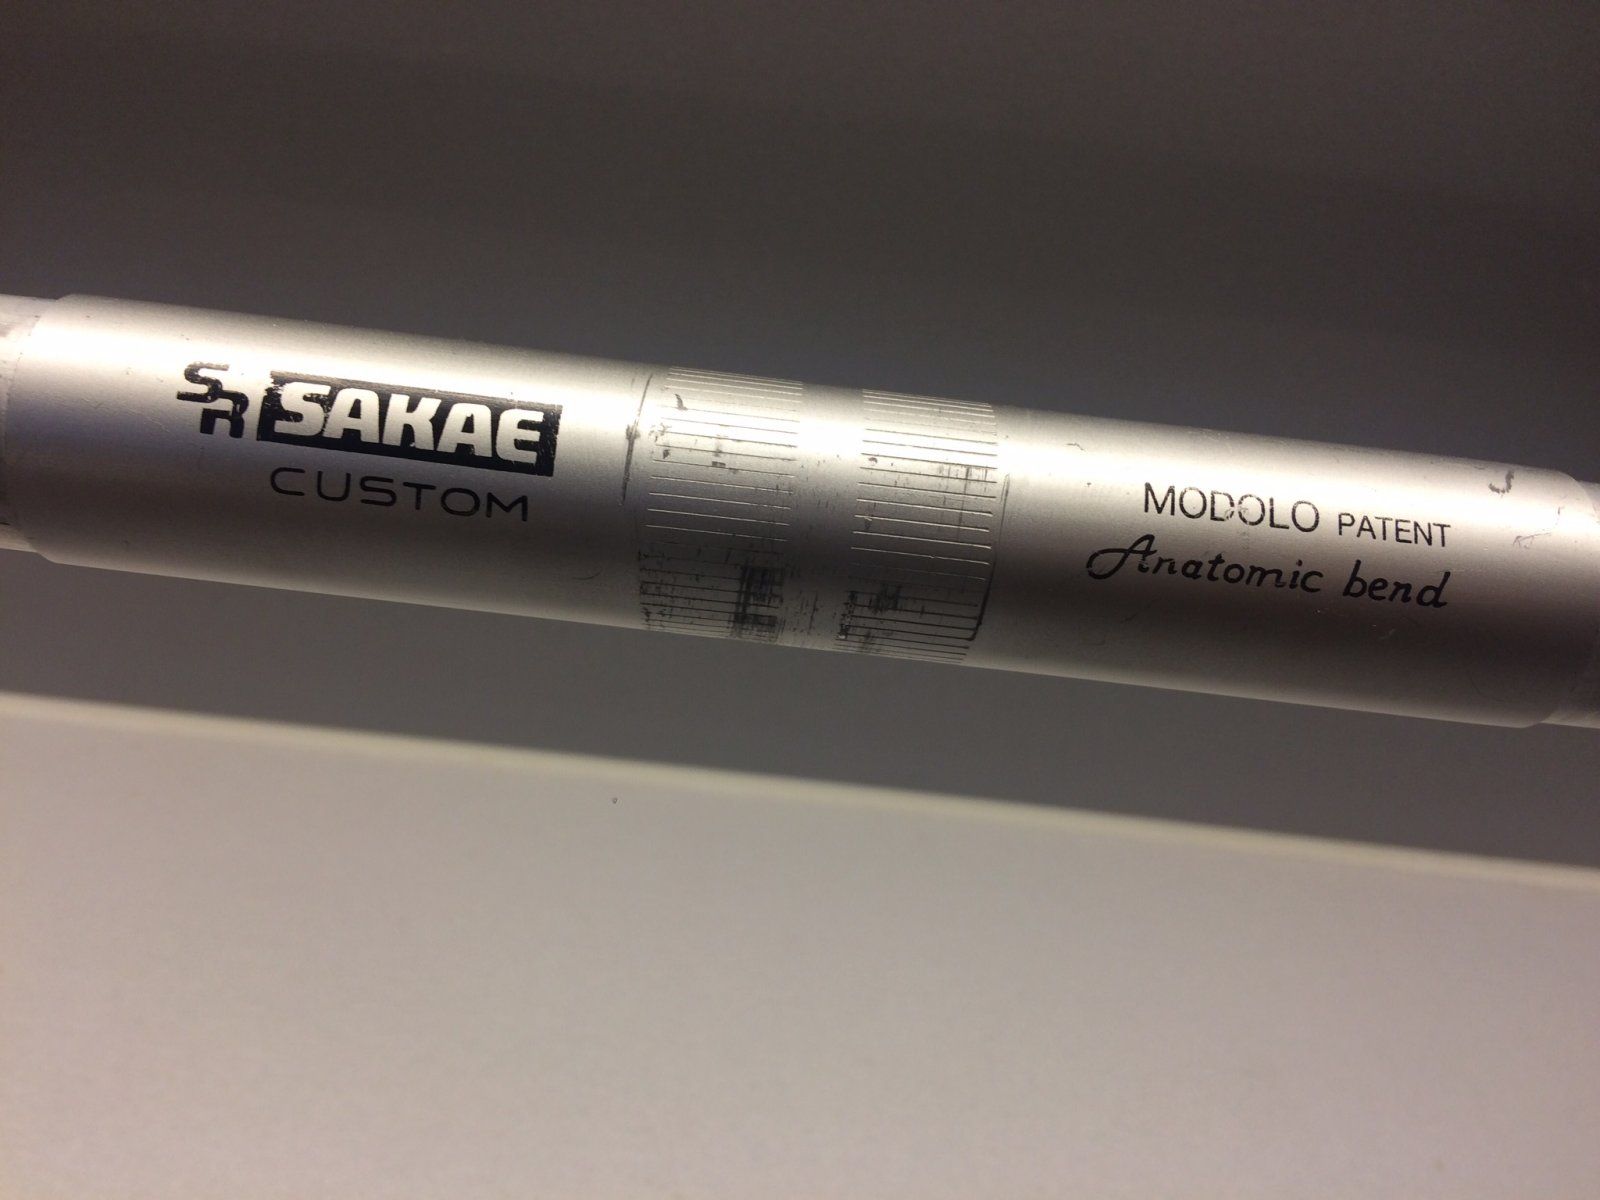 SR SAKAE
CUSTOM
MODOLO PATENT
Anatomic bend